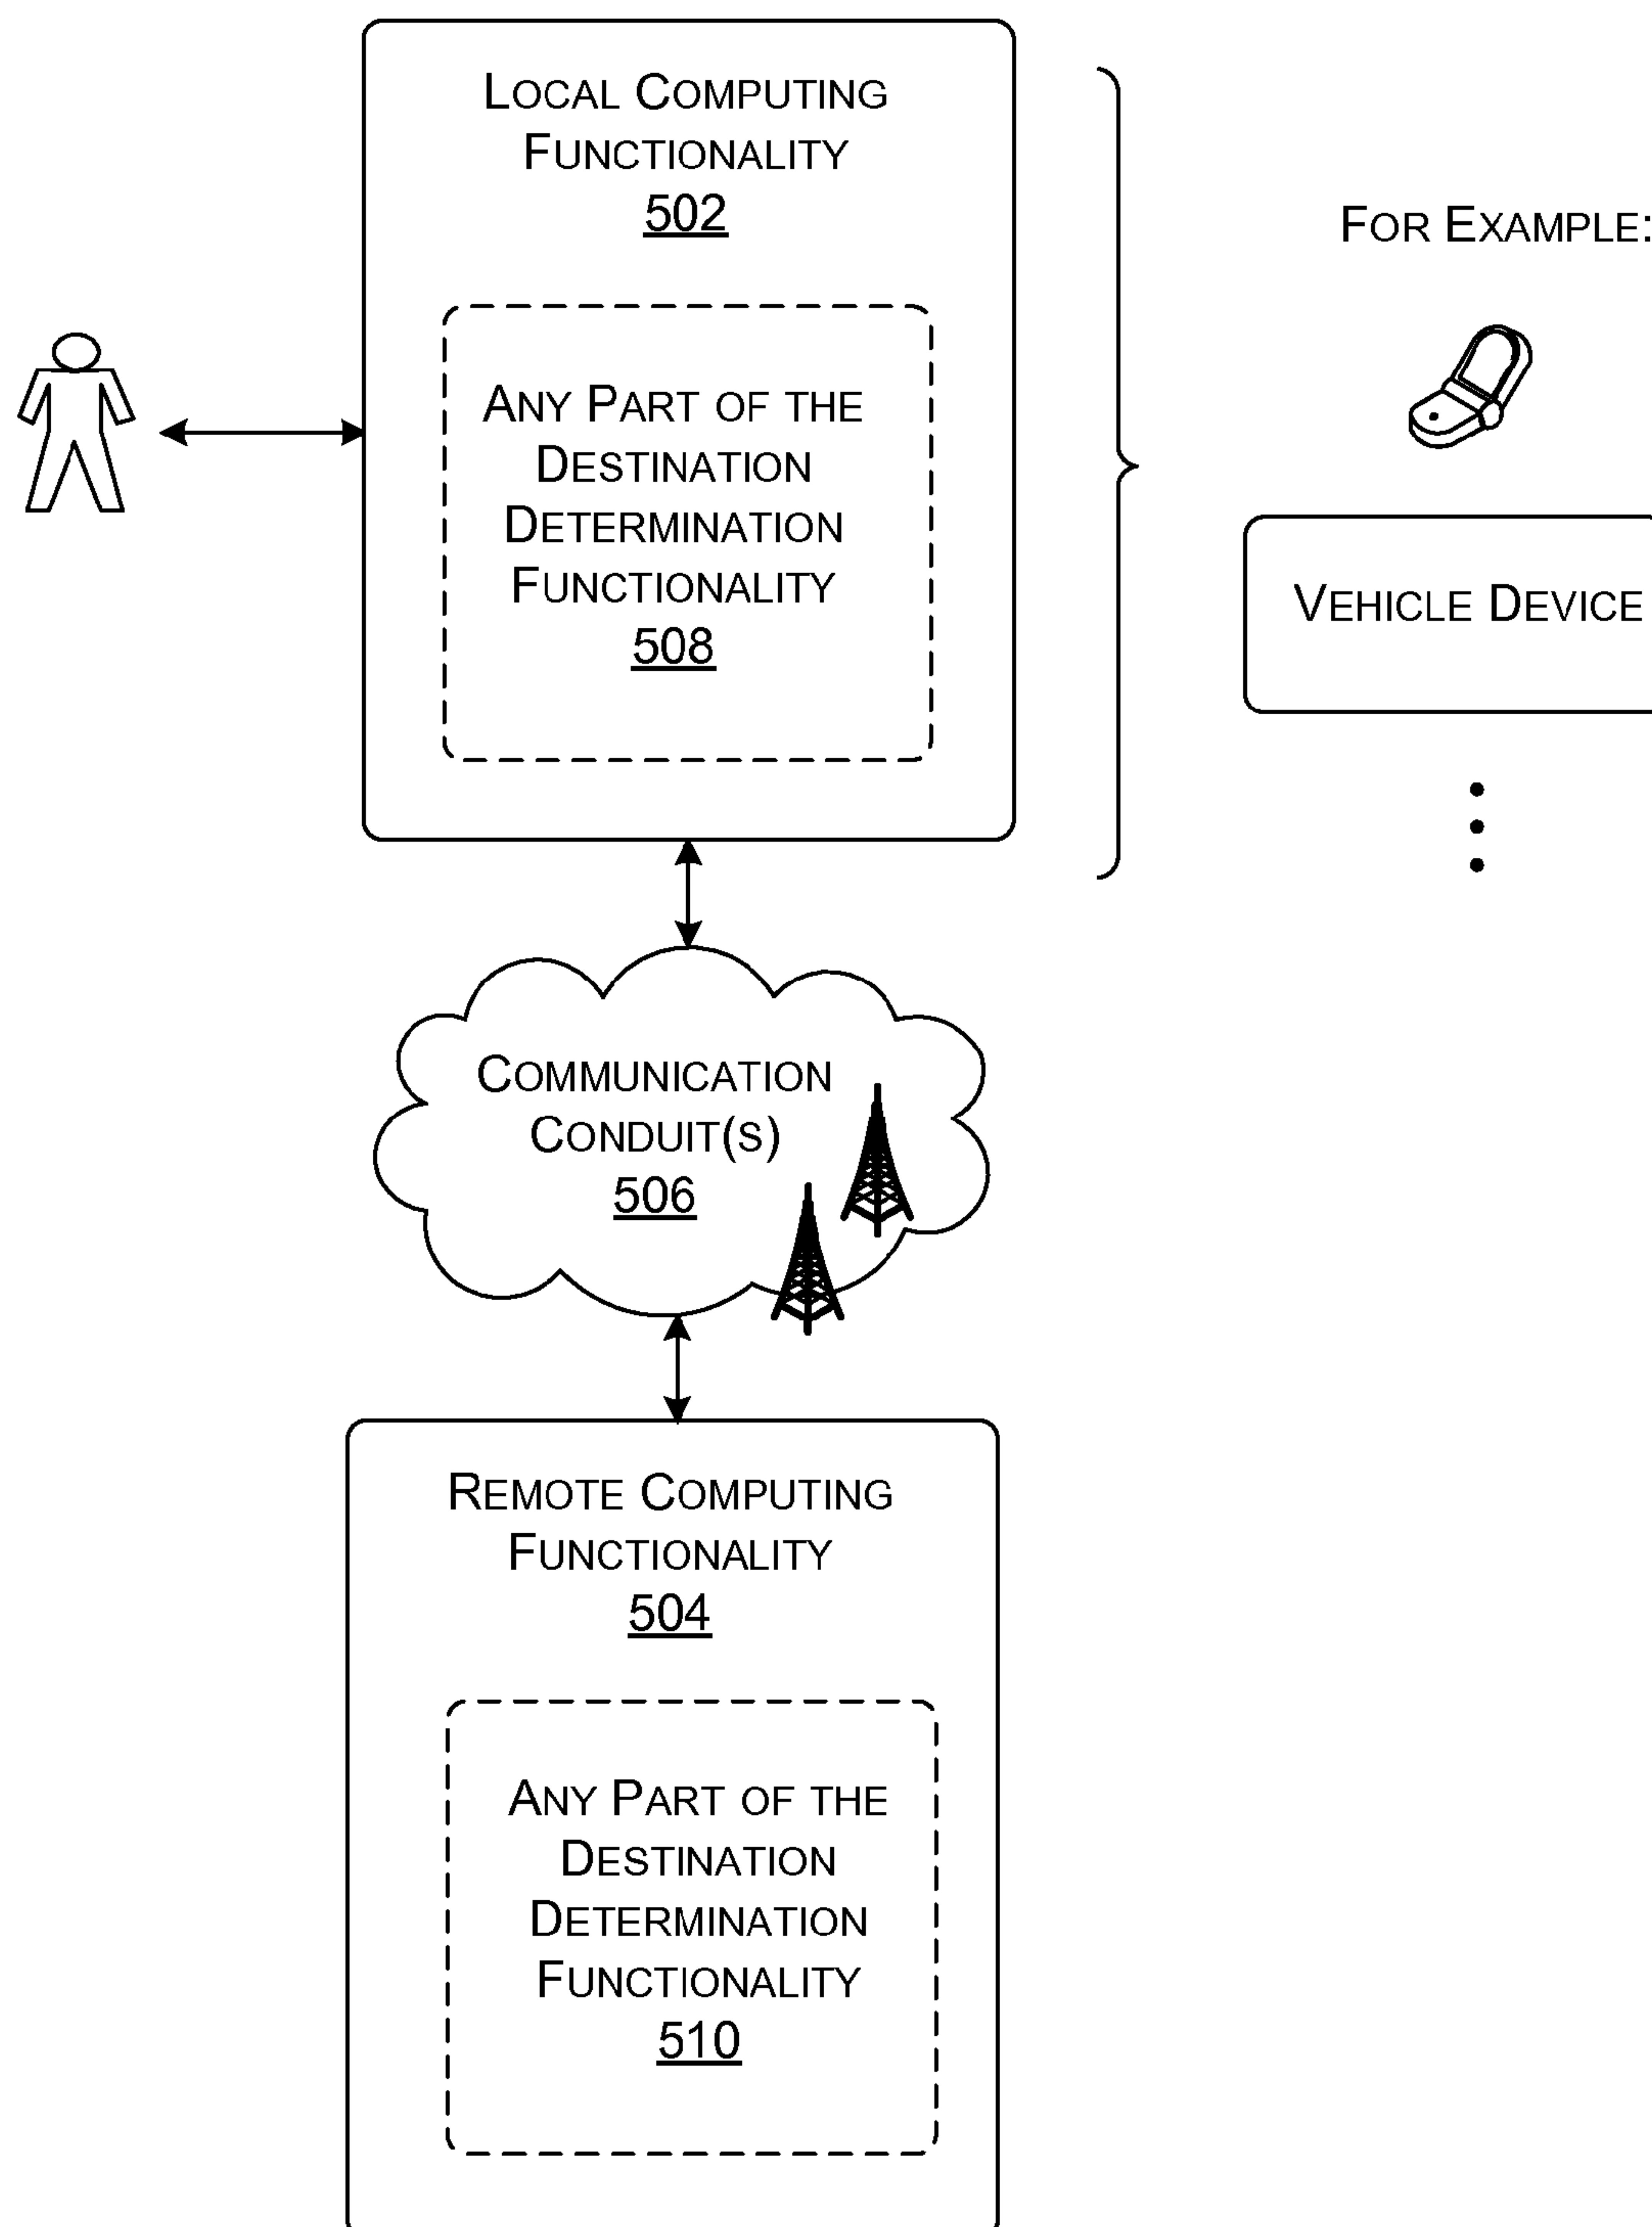 LOCAL COMPUTING
FUNCTIONALITY
502
ANY PART OF THE
DESTINATION
DETERMINATION
FUNCTIONALITY
508
FOR EXAMPLE:
VEHICLE DEVICE
COMMUNICATION
CONDUIT(S)
506
REMOTE COMPUTING
FUNCTIONALITY
504
ANY PART OF THE
DESTINATION
DETERMINATION
FUNCTIONALITY
510